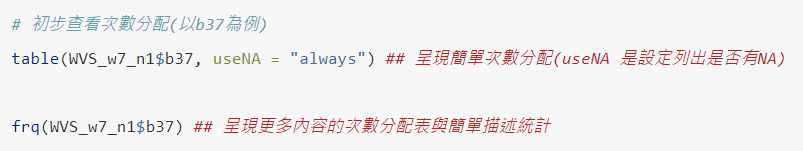 # 初步查看次數分配(以b37為例)
table(WVS_w7_n1$b37, useNA = "always") ## 呈現簡單次數分配(useNA 是設定列出是否有NA)
frq(WVS_w7_n1$b37) ## 呈現更多內容的次數分配表與簡單描述統計